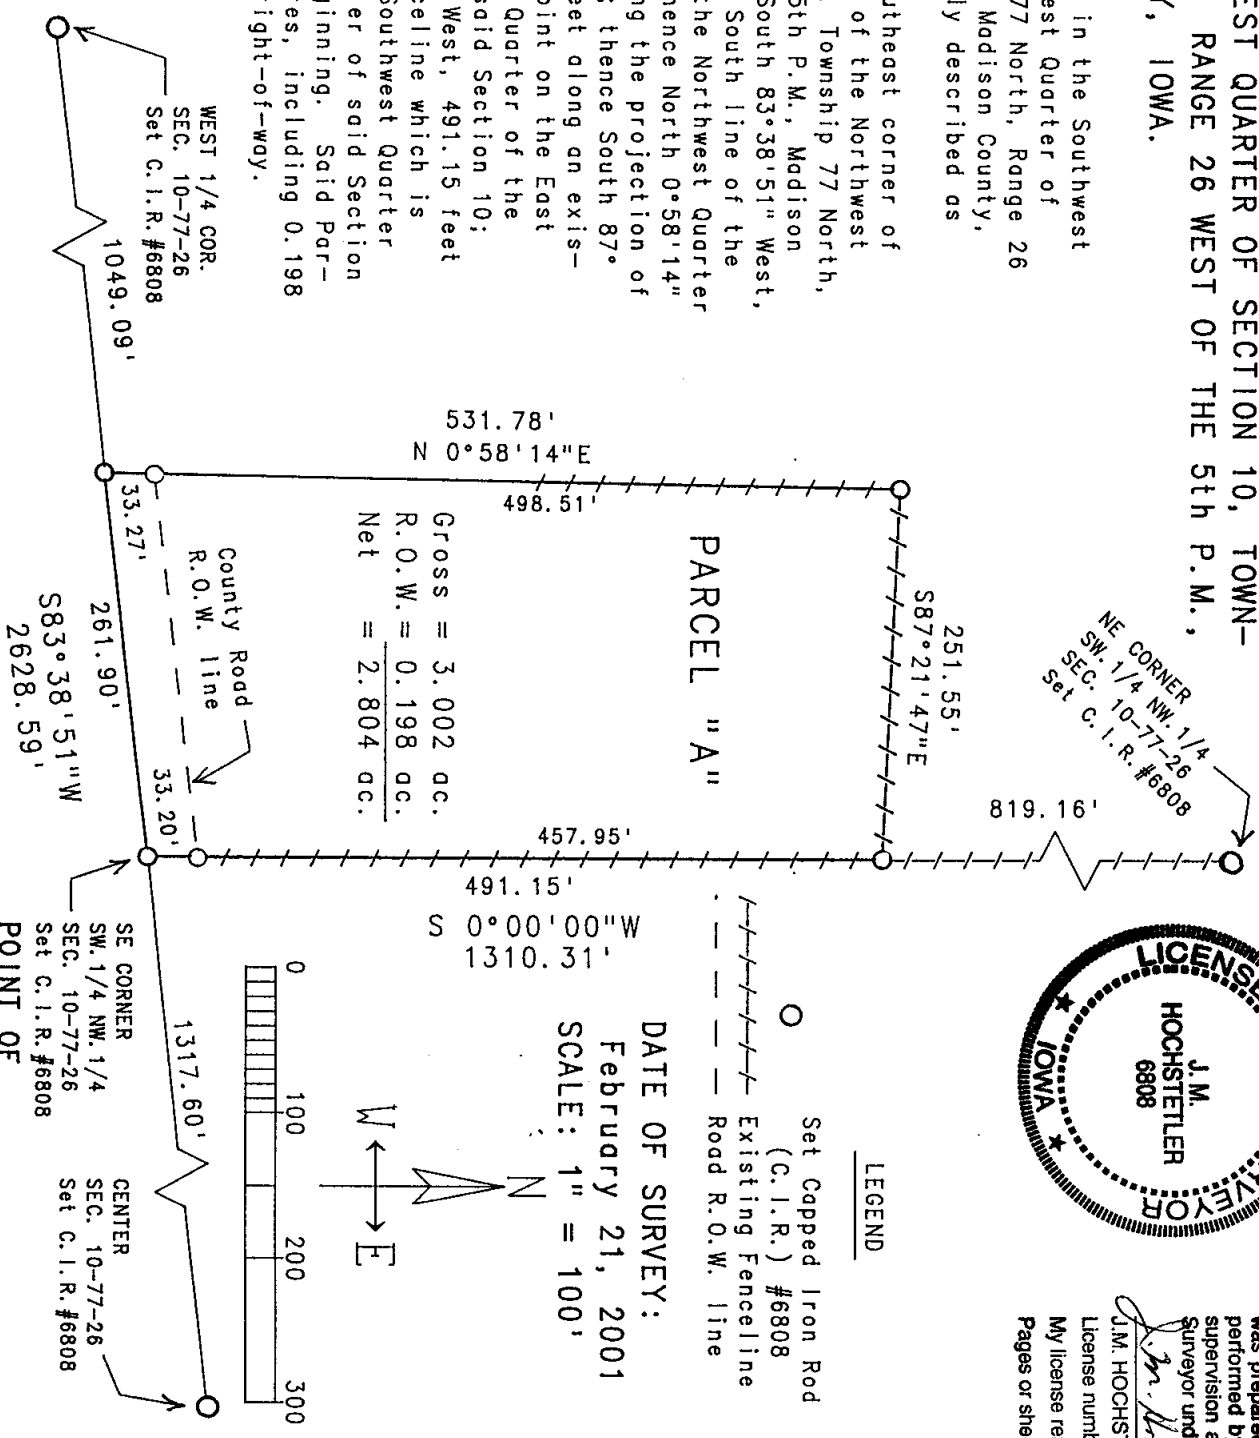 EST QUARTER OF SECTION 10, TOWN-
RANGE 26 WEST OF THE 5th P.M.,
Y, IOWA.
in the Southwest
est Quarter of
77 North, Range 26
Madison County,
ly described as
utheast corner of
of the Northwest
Township 77 North,
5th P.M., Madison
South 83°38'51" West,
South line of the
the Northwest Quarter
hence North 0°58'14"
ng the projection of
; thence South 87°
eet along an exis-
oint on the East
Quarter of the
said Section 10;
West, 491.15 feet
celine which is
Southwest Quarter
er of said Section
ginning. Said Par-
res, including 0.198
ight-of-way.
WEST 1/4 COR.
SEC. 10-77-26
Set C.I.R. #6808
1049.09'
531.78'
N 0°58'14"E
498.51'
33.27'
251.55'
S87°21'47"E
NE CORNER
SW. 1/4 NW. 1/4
SEC. 10-77-26
Set C.I.R. #6808
819.16'
PARCEL "A"
Gross = 3.002 ac.
R.O.W. = 0.198 ac.
Net = 2.804 ac.
County Road
R.O.W. line
33.20'
261.90'
S83°38'51"W
2628.59'
457.95'
491.15'
S 0°00'00"W
1310.31'
SE CORNER
SW. 1/4 NW. 1/4
SEC. 10-77-26
Set C.I.R. #6808
POINT OF
1317.60'
CENTER
SEC. 10-77-26
Set C.I.R. #6808
LICENSE
J.M.
HOCHSTETLER
6808
IOWA
RVEYOR
LEGEND
Set Capped Iron Rod
(C.I.R.) #6808
Existing Fenceline
Road R.O.W. line
DATE OF SURVEY:
February 21, 2001
SCALE: 1" = 100'
N
W E
0 100 200 300
was prepare
performed by
supervision a
Surveyor und
J.M. HOCHST
License numb
My license re
Pages or she